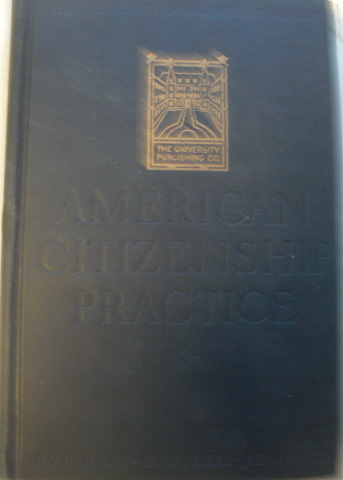 THE UNIVERSITY
PUBLISHING CO.
AMERICAN
CITIZENSHIP
PRACTICE